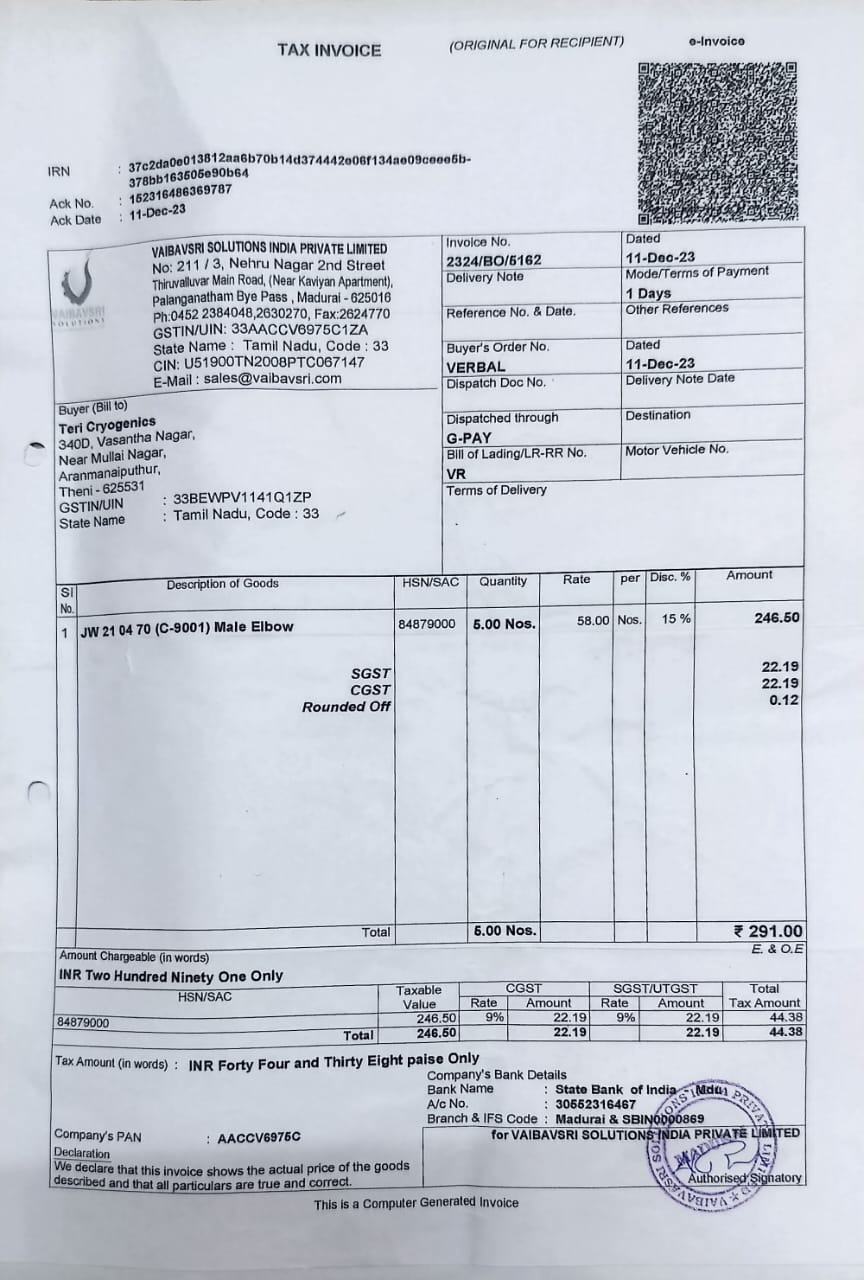 TAX INVOICE
(ORIGINAL FOR RECIPIENT)
e-Invoice
IRN : 37c2da0e013812aa6b70b14d374442e06f134ae09ceee5b-
378bb163505e90b64
Ack No. : 152316486369787
Ack Date : 11-Dec-23
VAIBAVSRI SOLUTIONS
VAIBAVSRI SOLUTIONS INDIA PRIVATE LIMITED
No: 211 / 3, Nehru Nagar 2nd Street
Thiruvalluvar Main Road, (Near Kaviyan Apartment),
Palanganatham Bye Pass , Madurai - 625016
Ph:0452 2384048,2630270, Fax:2624770
GSTIN/UIN: 33AACCV6975C1ZA
State Name : Tamil Nadu, Code : 33
CIN: U51900TN2008PTC067147
E-Mail : sales@vaibavsri.com
Invoice No. Dated
2324/BO/5162 11-Dec-23
Delivery Note Mode/Terms of Payment
1 Days
Reference No. & Date. Other References
Buyer's Order No. Dated
VERBAL 11-Dec-23
Dispatch Doc No. Delivery Note Date
Dispatched through Destination
G-PAY
Bill of Lading/LR-RR No. Motor Vehicle No.
VR
Terms of Delivery
Buyer (Bill to)
Teri Cryogenics
340D, Vasantha Nagar,
Near Mullai Nagar,
Aranmanaiputhur,
Theni - 625531
GSTIN/UIN : 33BEWPV1141Q1ZP
State Name : Tamil Nadu, Code : 33
Sl No. Description of Goods HSN/SAC Quantity Rate per Disc. % Amount
1 JW 21 04 70 (C-9001) Male Elbow 84879000 5.00 Nos. 58.00 Nos. 15 % 246.50
SGST 22.19
CGST 22.19
Rounded Off 0.12
Total 5.00 Nos. ₹ 291.00
Amount Chargeable (in words) E. & O.E
INR Two Hundred Ninety One Only
HSN/SAC Taxable Value CGST SGST/UTGST Total Tax Amount
Rate Amount Rate Amount
84879000 246.50 9% 22.19 9% 22.19 44.38
Total 246.50 22.19 22.19 44.38
Tax Amount (in words) : INR Forty Four and Thirty Eight paise Only
Company's Bank Details
Bank Name : State Bank of India - Mdu1
A/c No. : 30552316467
Branch & IFS Code : Madurai & SBIN0000869
Company's PAN : AACCV6975C
Declaration
We declare that this invoice shows the actual price of the goods
described and that all particulars are true and correct.
for VAIBAVSRI SOLUTIONS INDIA PRIVATE LIMITED
VAIBAVSRI SOLUTIONS INDIA PRIVATE LIMITED
MADURAI
Authorised Signatory
This is a Computer Generated Invoice